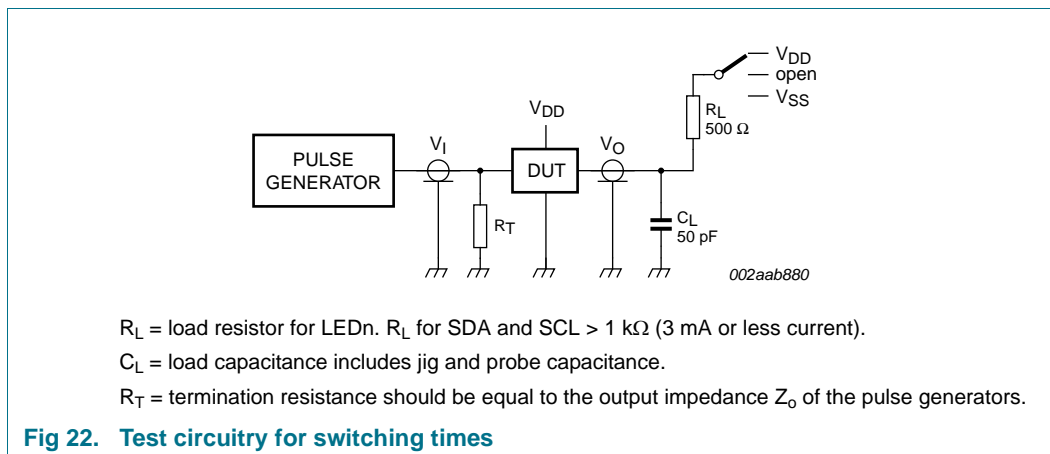 VDD
open
VSS
RL
500 Ω
VDD
VI
VO
PULSE
GENERATOR
DUT
RT
CL
50 pF
002aab880
RL = load resistor for LEDn. RL for SDA and SCL > 1 kΩ (3 mA or less current).
CL = load capacitance includes jig and probe capacitance.
RT = termination resistance should be equal to the output impedance Zo of the pulse generators.
Fig 22. Test circuitry for switching times